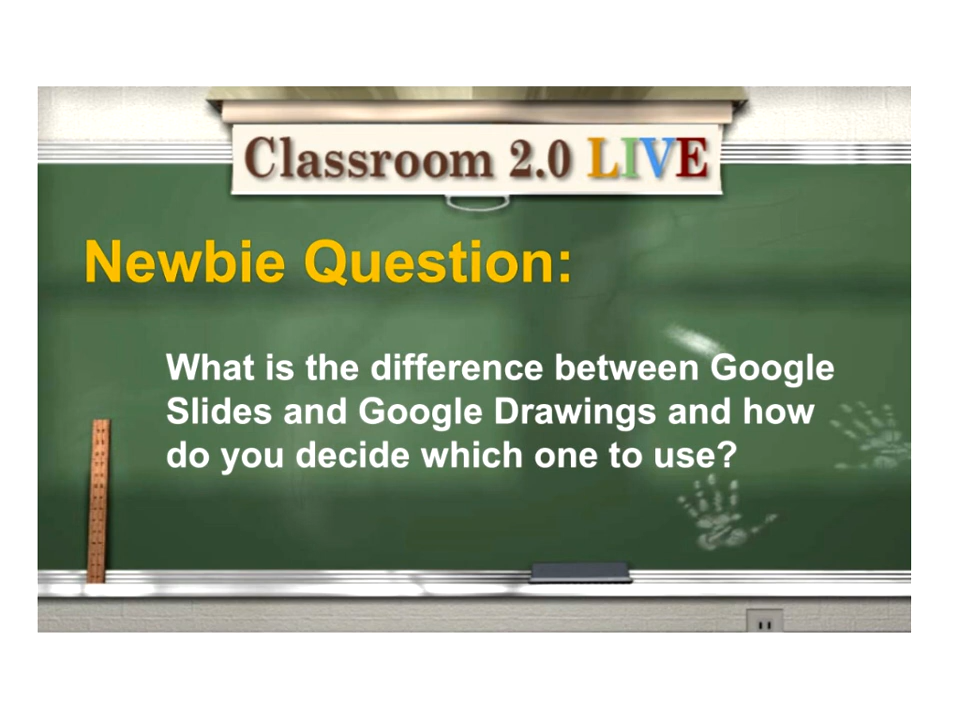 Classroom 2.0 LIVE
Newbie Question:
What is the difference between Google
Slides and Google Drawings and how
do you decide which one to use?